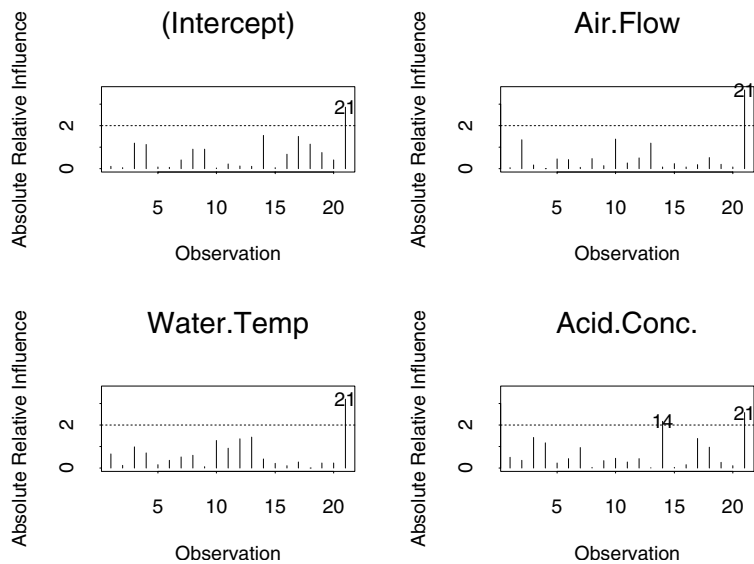 (Intercept)
Absolute Relative Influence
2
0
21
5 10 15 20
Observation
Air.Flow
Absolute Relative Influence
2
0
21
5 10 15 20
Observation
Water.Temp
Absolute Relative Influence
2
0
21
5 10 15 20
Observation
Acid.Conc.
Absolute Relative Influence
2
0
14
21
5 10 15 20
Observation